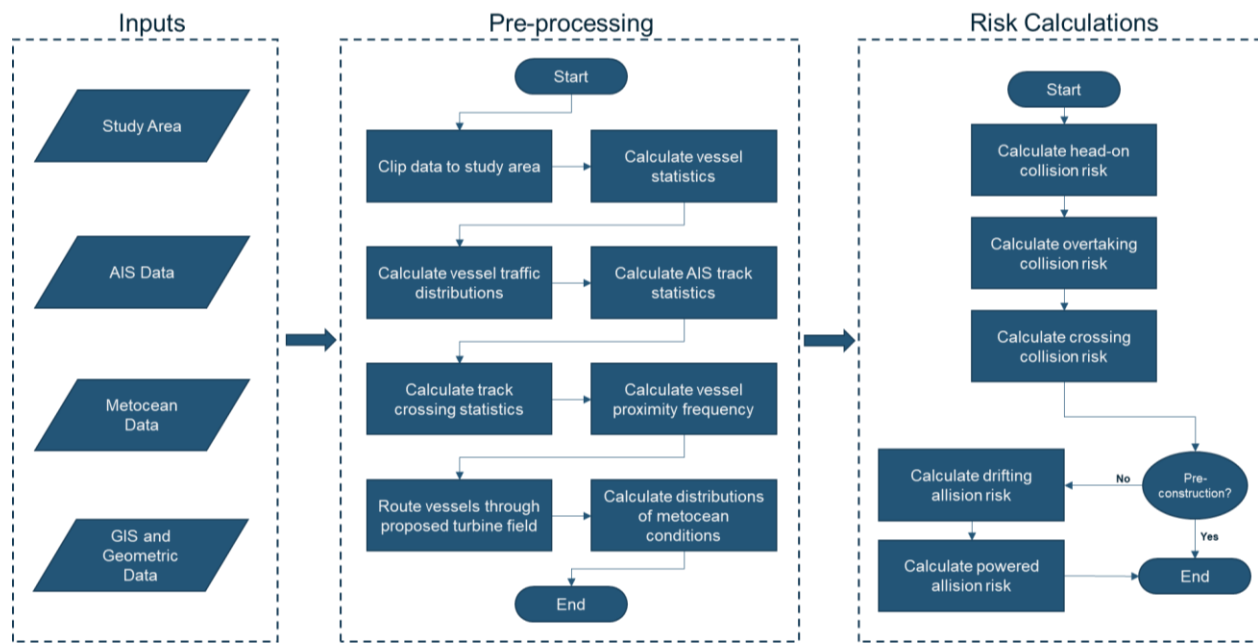 Inputs
Study Area
AIS Data
Metocean
Data
GIS and
Geometric
Data
Pre-processing
Start
Clip data to study area
Calculate vessel
statistics
Calculate vessel traffic
distributions
Calculate AIS track
statistics
Calculate track
crossing statistics
Calculate vessel
proximity frequency
Route vessels through
proposed turbine field
Calculate distributions
of metocean
conditions
End
Risk Calculations
Start
Calculate head-on
collision risk
Calculate overtaking
collision risk
Calculate crossing
collision risk
Pre-
construction?
No
Calculate drifting
allision risk
Calculate powered
allision risk
Yes
End